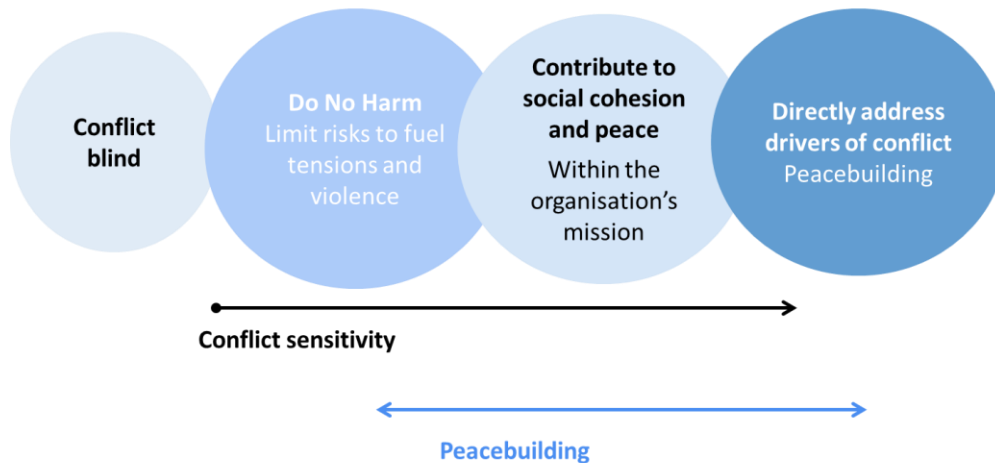 Conflict
blind
Do No Harm
Limit risks to fuel
tensions and
violence
Contribute to
social cohesion
and peace
Within the
organisation’s
mission
Directly address
drivers of conflict
Peacebuilding
Conflict sensitivity
Peacebuilding